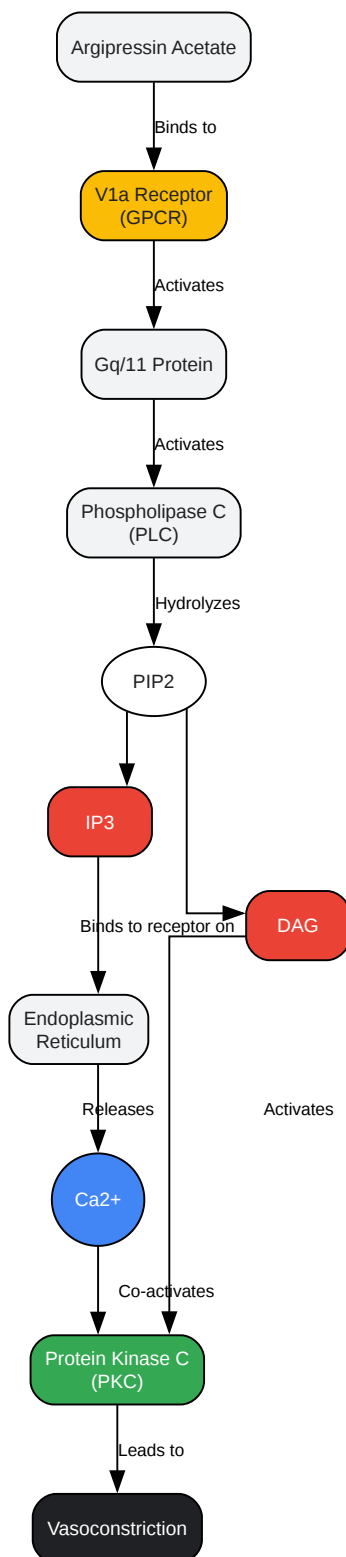 Argipressin Acetate
Binds to
V1a Receptor
(GPCR)
Activates
Gq/11 Protein
Activates
Phospholipase C
(PLC)
Hydrolyzes
PIP2
IP3
Binds to receptor on
DAG
Endoplasmic
Reticulum
Releases
Activates
Ca2+
Co-activates
Protein Kinase C
(PKC)
Leads to
Vasoconstriction